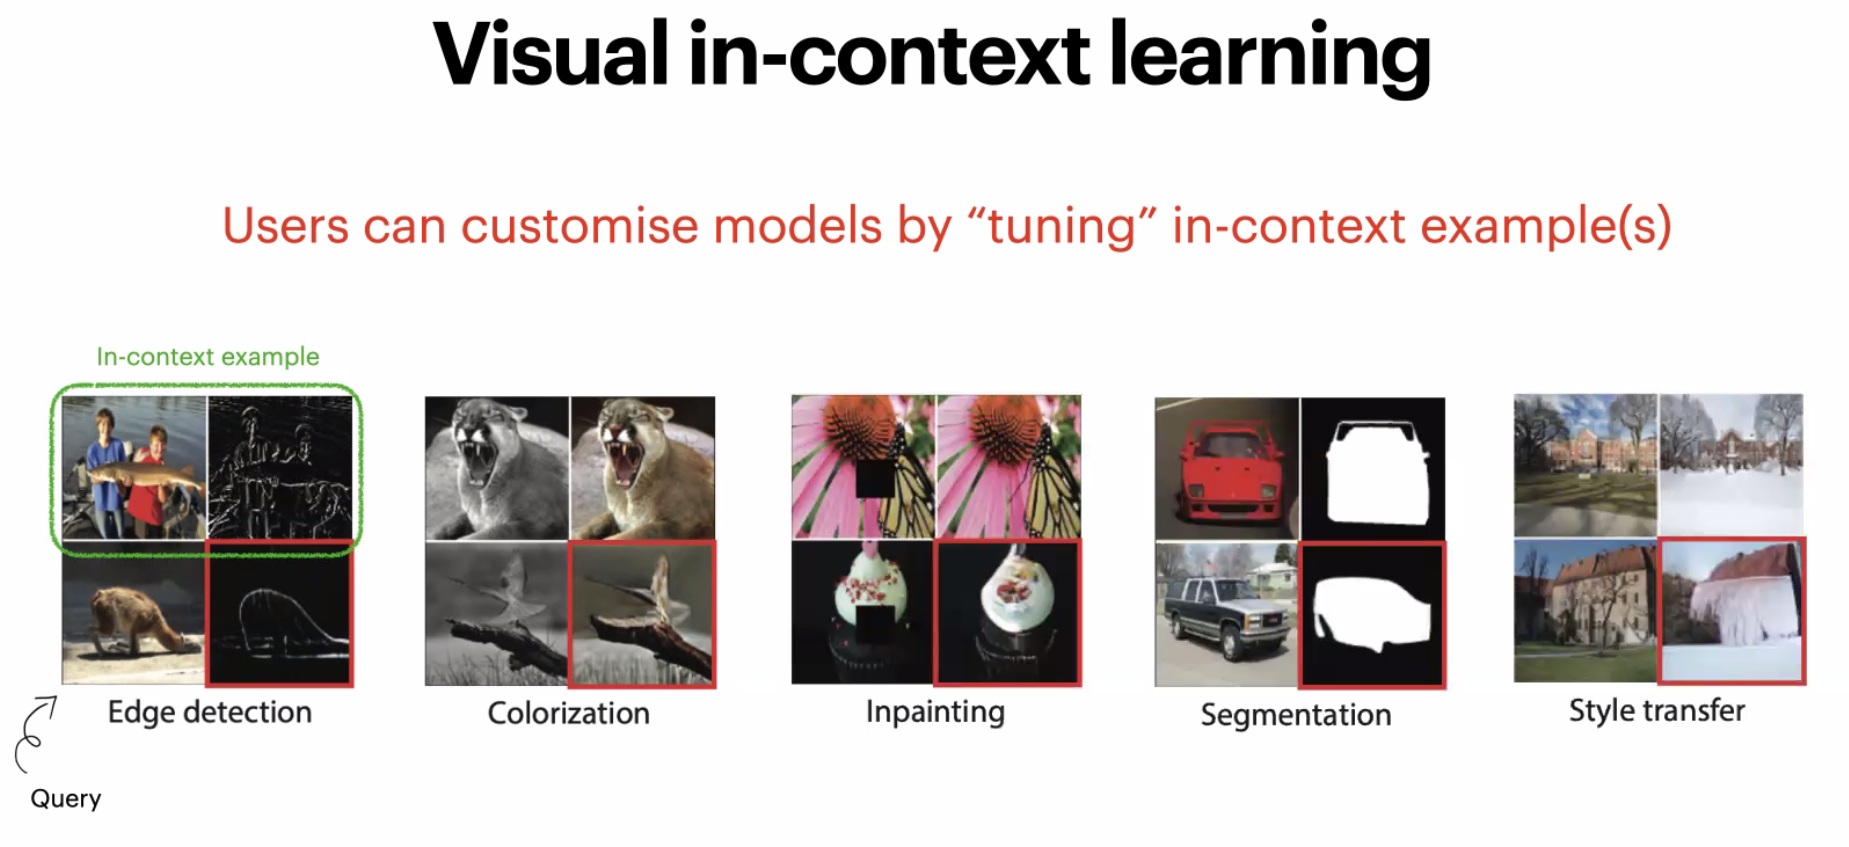 Visual in-context learning
Users can customise models by “tuning” in-context example(s)
In-context example
Edge detection
Colorization
Inpainting
Segmentation
Style transfer
Query